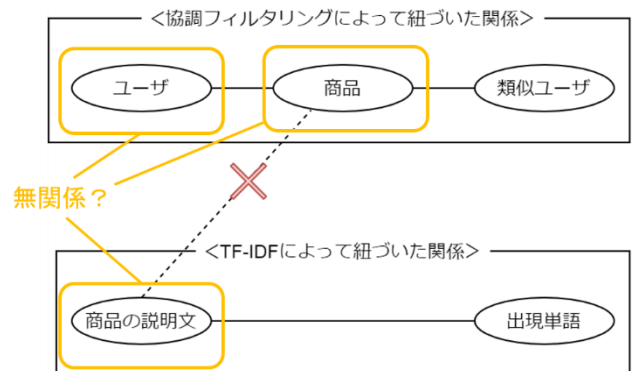 <協調フィルタリングによって紐づいた関係>
ユーザ
商品
類似ユーザ
無関係？
<TF-IDFによって紐づいた関係>
商品の説明文
出現単語